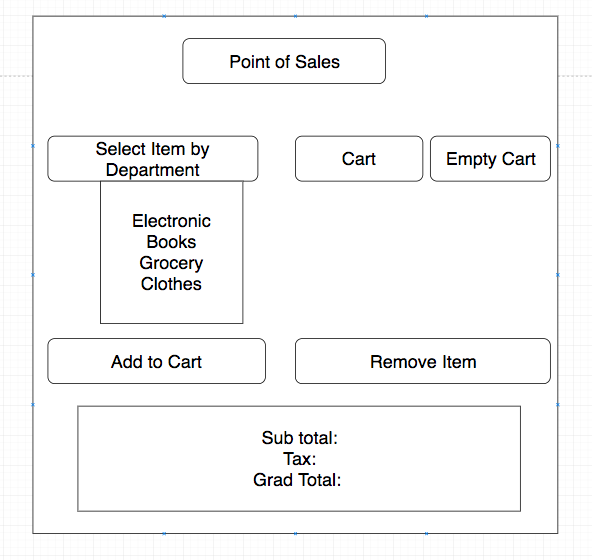 Point of Sales
Select Item by
Department
Cart
Empty Cart
Electronic
Books
Grocery
Clothes
Add to Cart
Remove Item
Sub total:
Tax:
Grad Total: